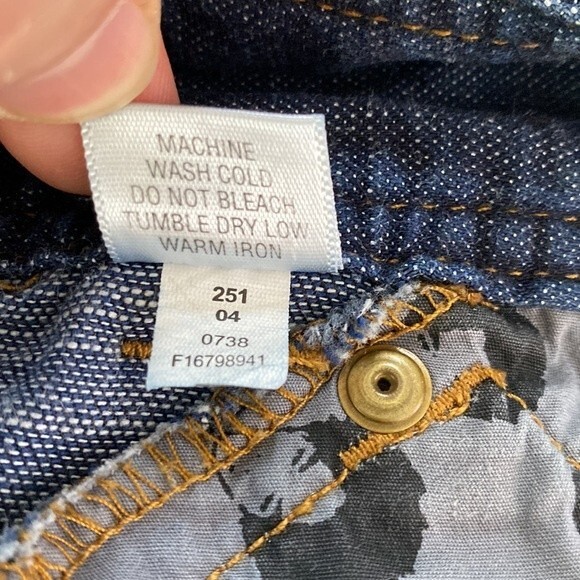 MACHINE
WASH COLD
DO NOT BLEACH
TUMBLE DRY LOW
WARM IRON
251
04
0738
F16798941